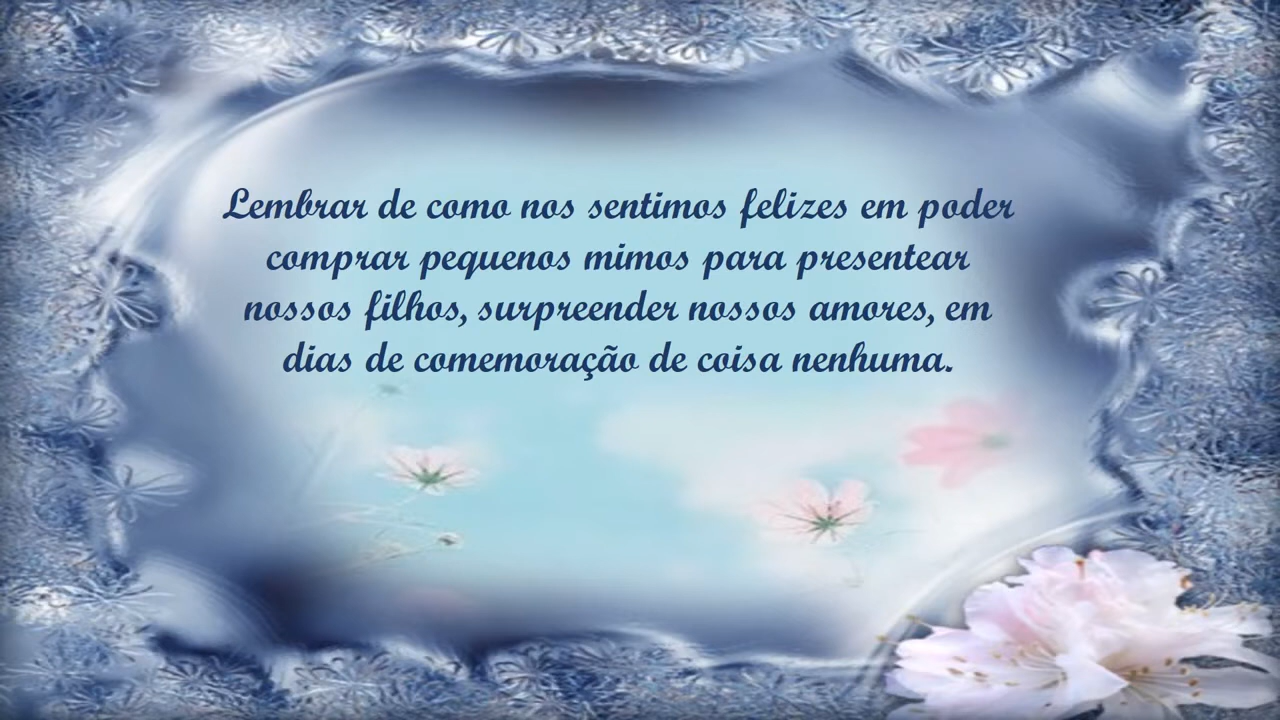 Lembrar de como nos sentimos felizes em poder
comprar pequenos mimos para presentear
nossos filhos, surpreender nossos amores, em
dias de comemoração de coisa nenhuma.